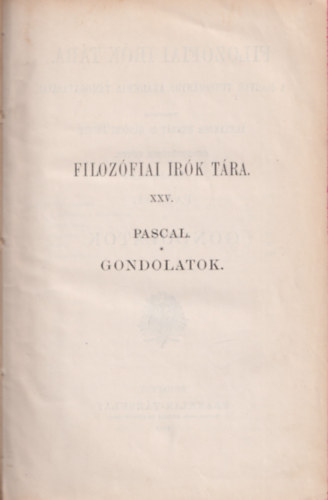 FILOZÓFIAI IRÓK TÁRA.
XXV.
PASCAL.
GONDOLATOK.